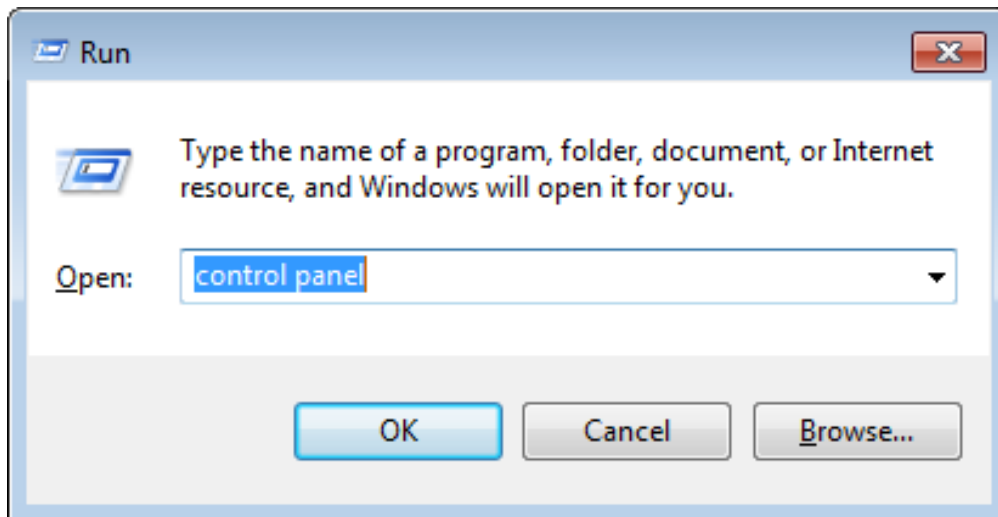 Run
Type the name of a program, folder, document, or Internet
resource, and Windows will open it for you.
Open: control panel
OK Cancel Browse...